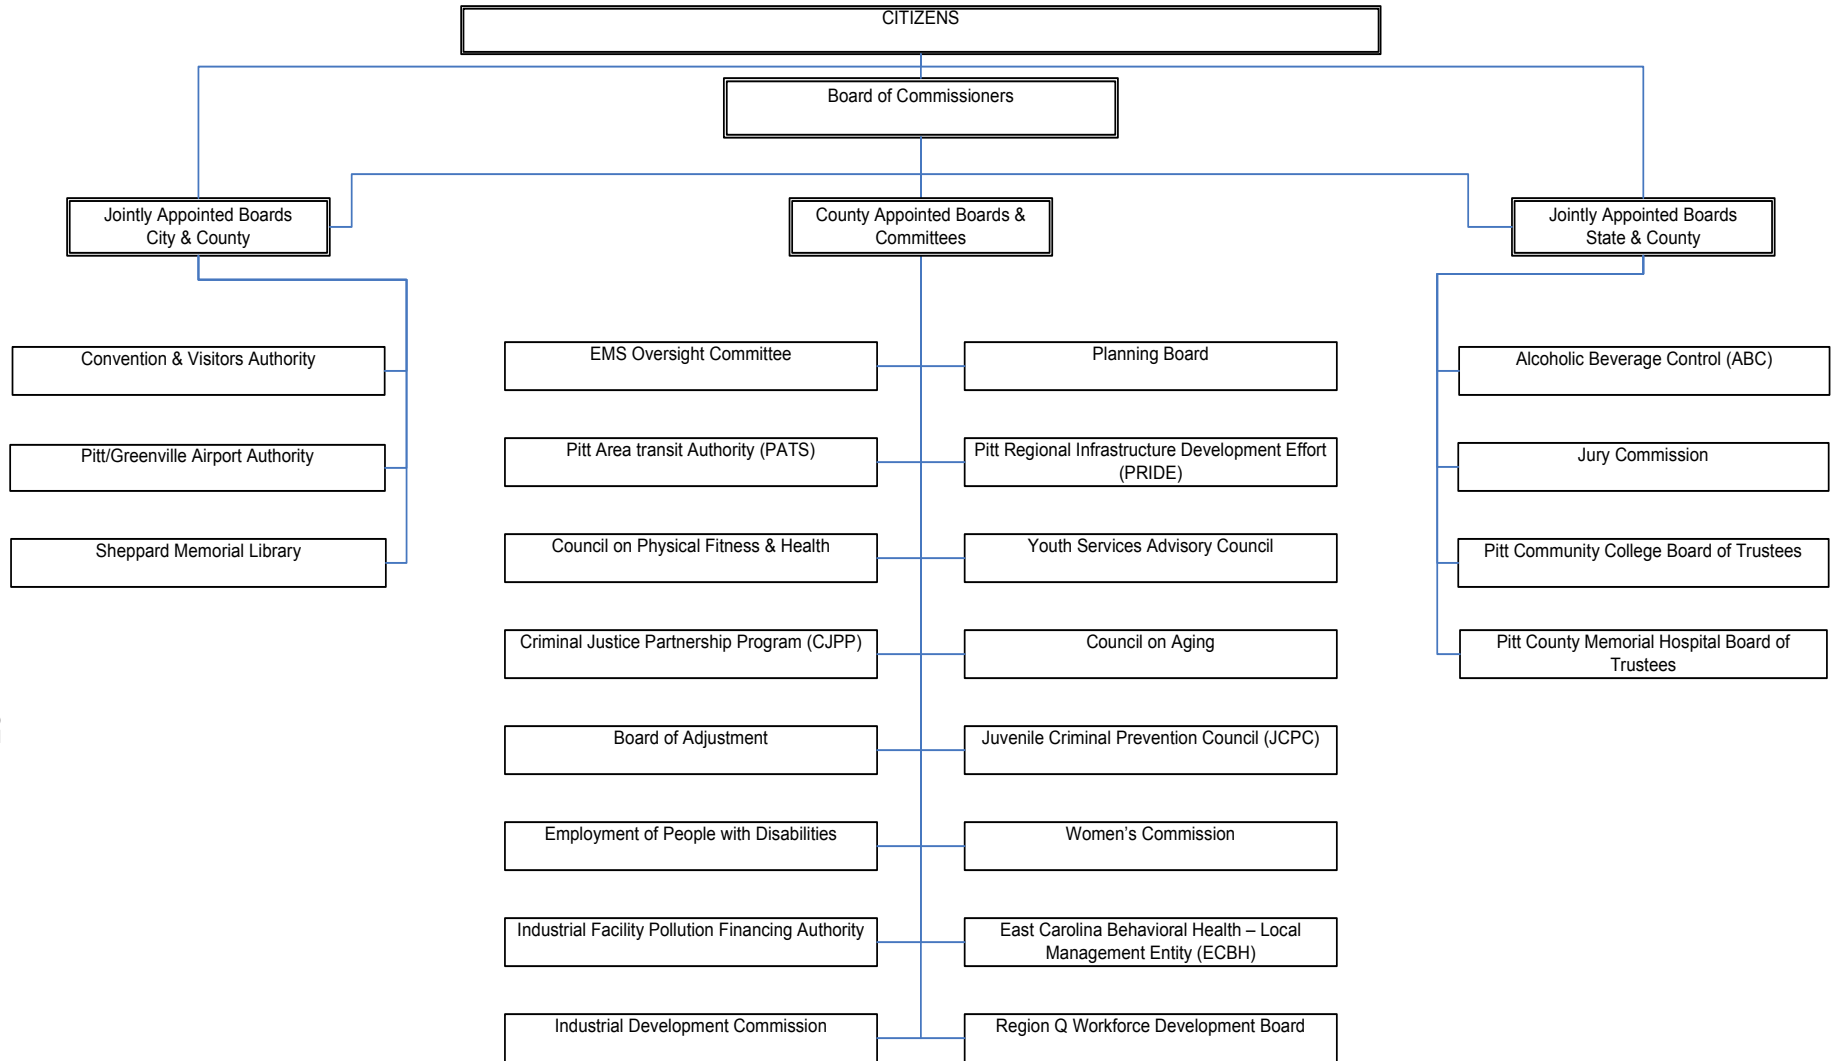 CITIZENS
Board of Commissioners
Jointly Appointed Boards
City & County
County Appointed Boards &
Committees
Jointly Appointed Boards
State & County
Convention & Visitors Authority
Pitt/Greenville Airport Authority
Sheppard Memorial Library
EMS Oversight Committee
Planning Board
Pitt Area transit Authority (PATS)
Pitt Regional Infrastructure Development Effort
(PRIDE)
Council on Physical Fitness & Health
Youth Services Advisory Council
Criminal Justice Partnership Program (CJPP)
Council on Aging
Board of Adjustment
Juvenile Criminal Prevention Council (JCPC)
Employment of People with Disabilities
Women’s Commission
Industrial Facility Pollution Financing Authority
East Carolina Behavioral Health – Local
Management Entity (ECBH)
Industrial Development Commission
Region Q Workforce Development Board
Alcoholic Beverage Control (ABC)
Jury Commission
Pitt Community College Board of Trustees
Pitt County Memorial Hospital Board of
Trustees